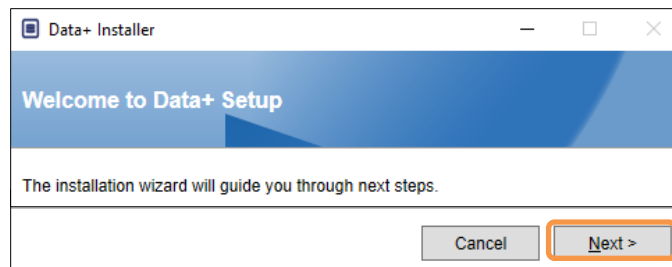 Data+ Installer
Welcome to Data+ Setup
The installation wizard will guide you through next steps.
Cancel
Next >